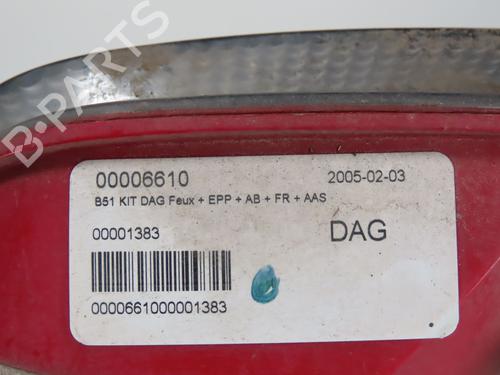 B-PARTS
00006610 2005-02-03
B51 KIT DAG Feux + EPP + AB + FR + AAS
00001383 DAG
0000661000001383